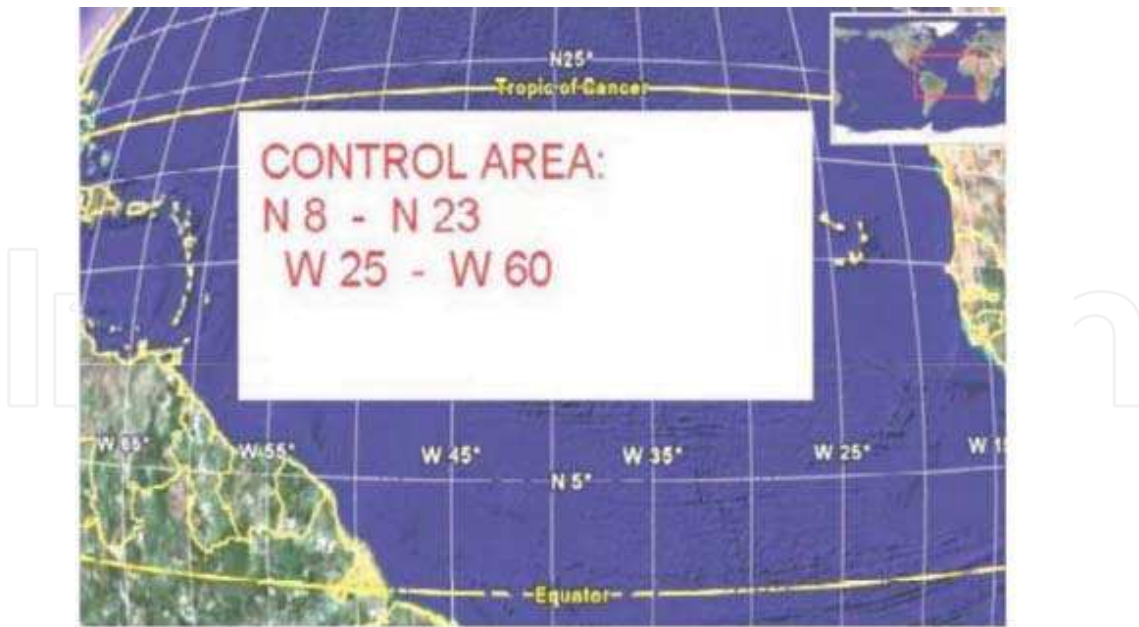 N25°
Tropic of Cancer
CONTROL AREA:
N 8 - N 23
W 25 - W 60
W 65°
W 55°
W 45°
W 35°
W 25°
N 5°
Equator